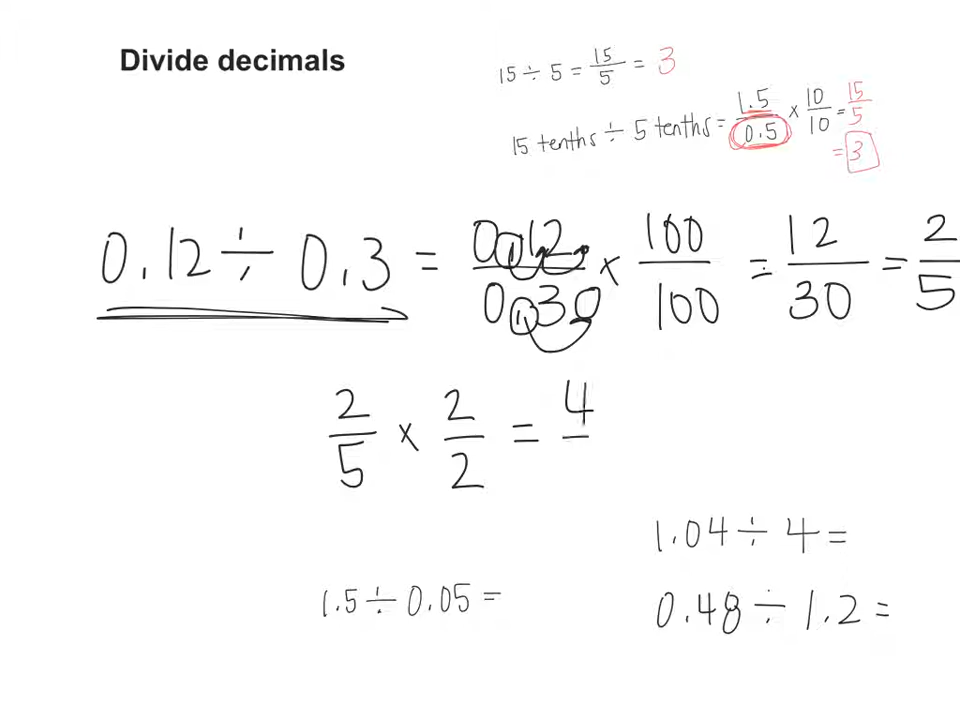 Divide decimals
15 ÷ 5 = 15/5 = 3
15 tenths ÷ 5 tenths = 1.5/0.5 × 10/10 = 15/5
= 3
0.12 ÷ 0.3 = 0.12/0.30 × 100/100 = 12/30 = 2/5
2/5 × 2/2 = 4
1.04 ÷ 4 =
1.5 ÷ 0.05 =
0.48 ÷ 1.2 =